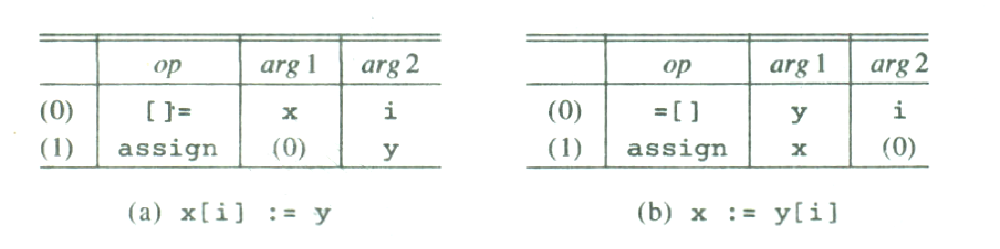 op arg 1 arg 2
(0) [ ]= x i
(1) assign (0) y
(a) x[i] := y
op arg 1 arg 2
(0) =[ ] y i
(1) assign x (0)
(b) x := y[i]